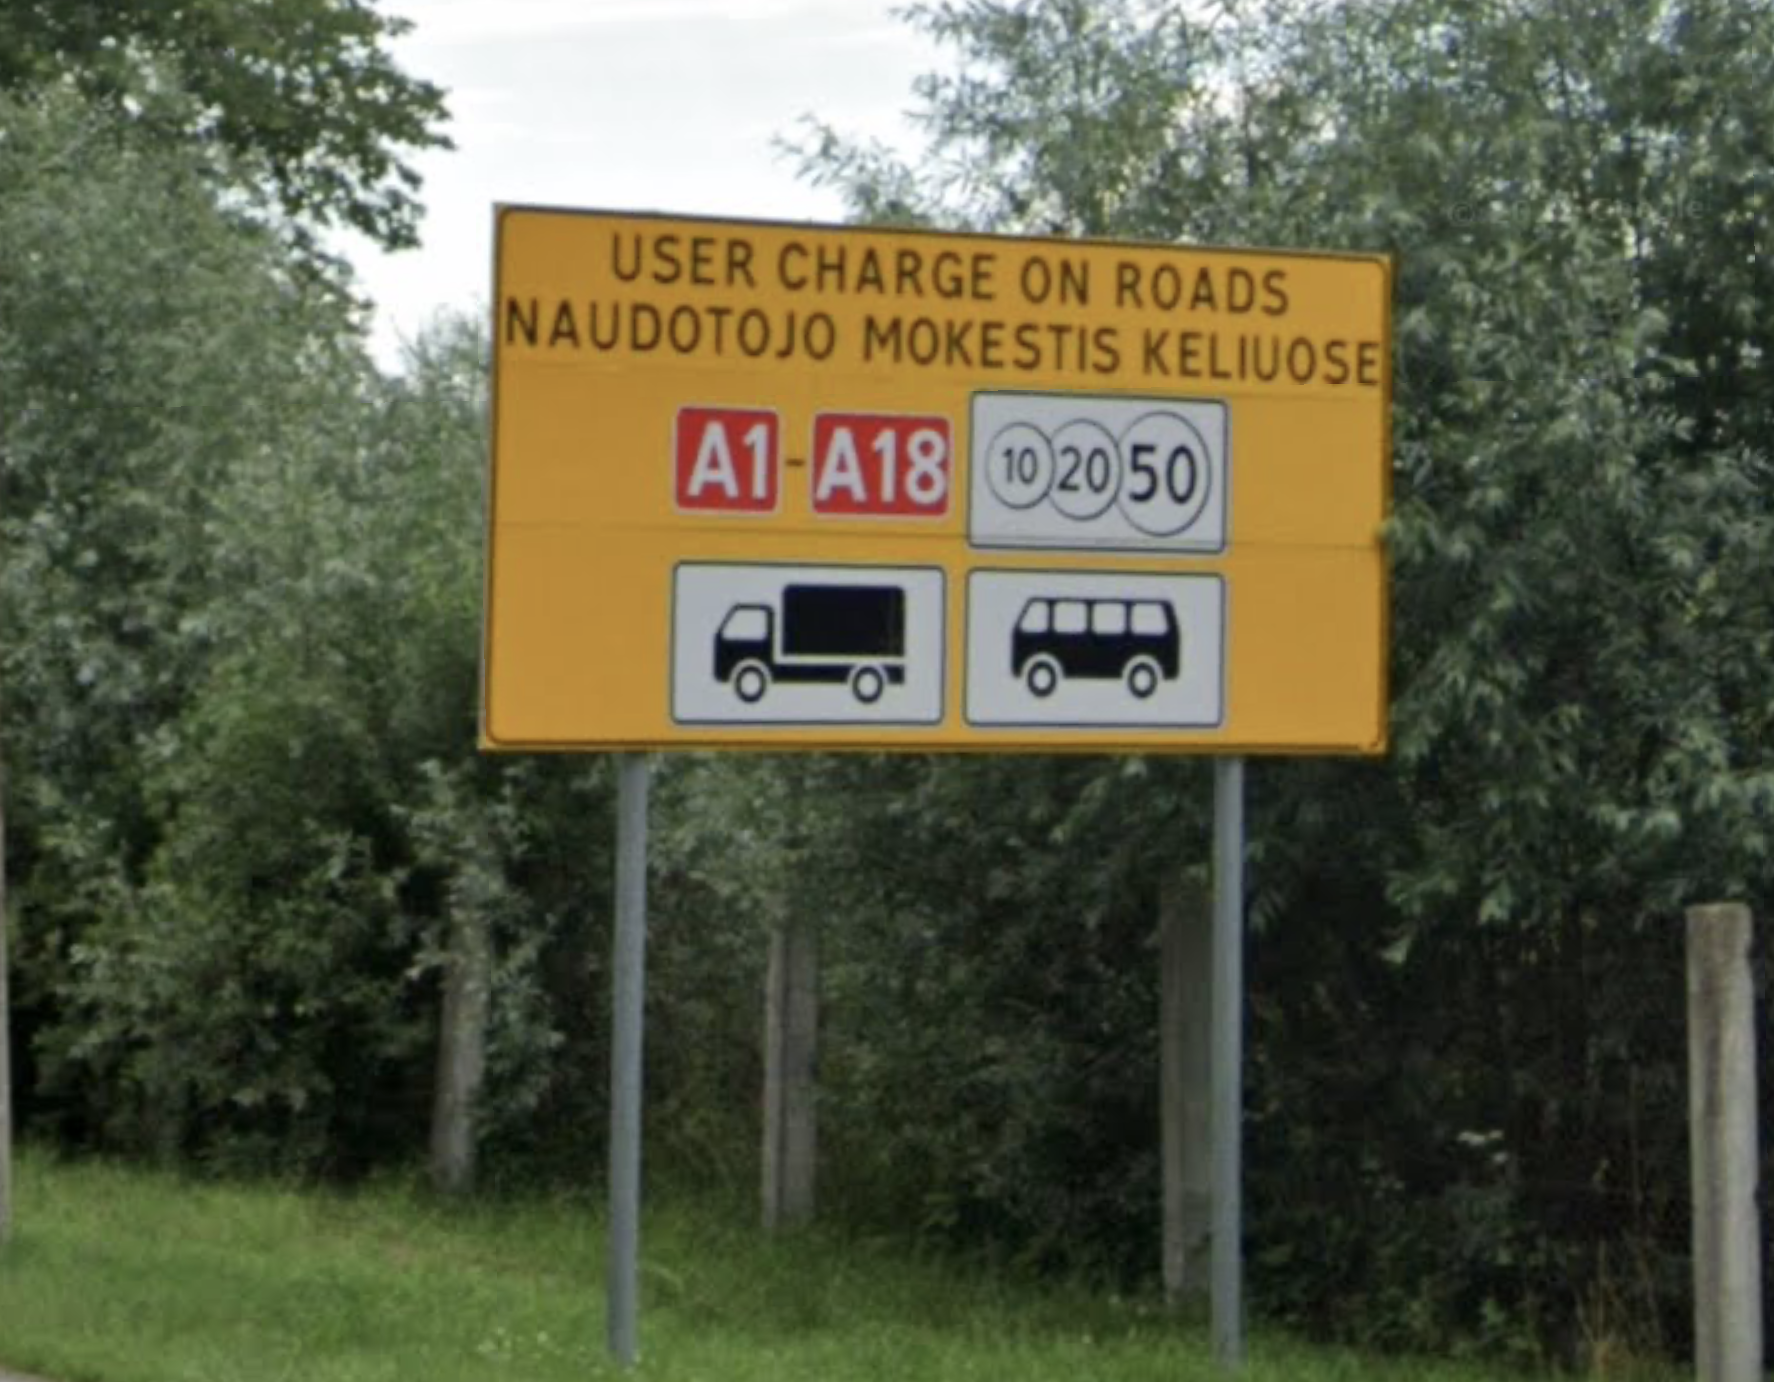 USER CHARGE ON ROADS
NAUDOTOJO MOKESTIS KELIUOSE
A1 - A18 10 20 50